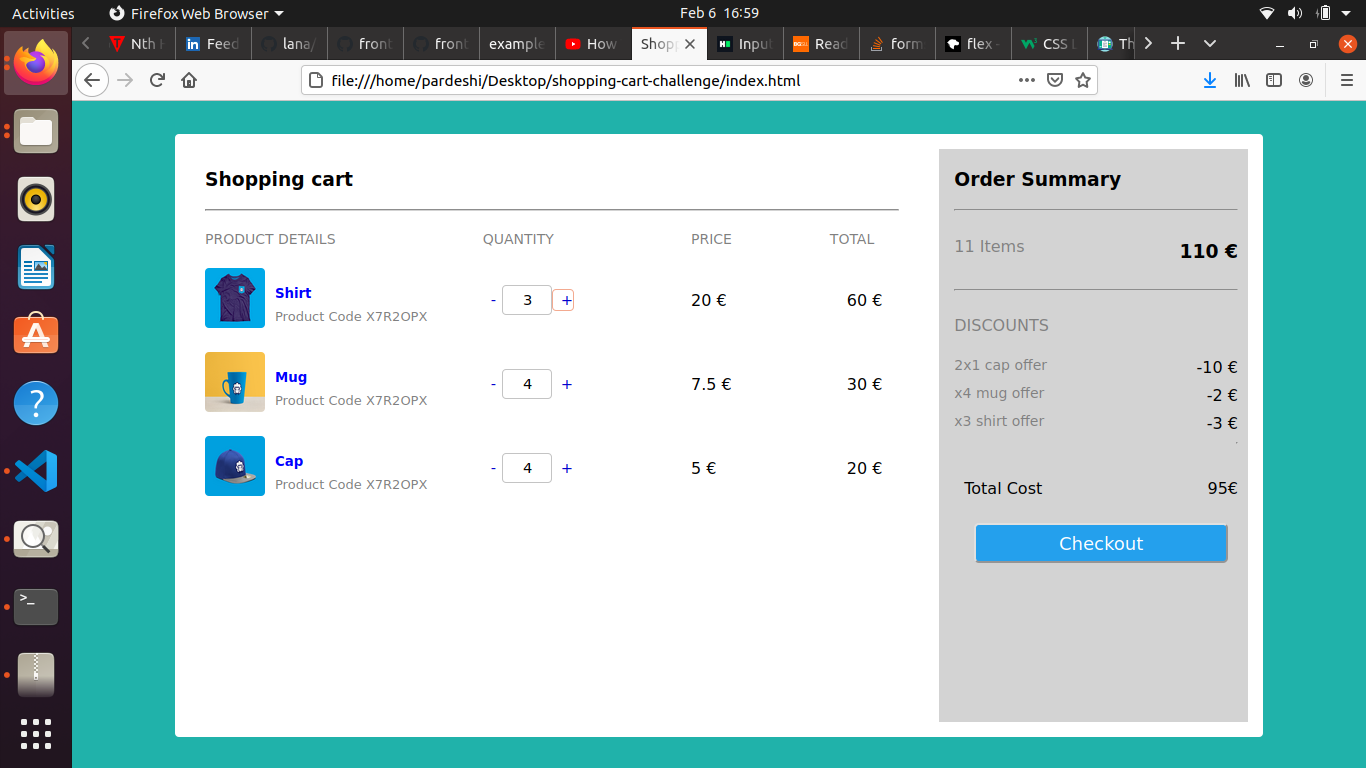 Activities Firefox Web Browser Feb 6 16:59
Nth Feed lana/ front front example How Shop Input Read form flex - CSS L Th
file:///home/pardeshi/Desktop/shopping-cart-challenge/index.html
Shopping cart
PRODUCT DETAILS QUANTITY PRICE TOTAL
Shirt
Product Code X7R2OPX
- 3 + 20 € 60 €
Mug
Product Code X7R2OPX
- 4 + 7.5 € 30 €
Cap
Product Code X7R2OPX
- 4 + 5 € 20 €
Order Summary
11 Items 110 €
DISCOUNTS
2x1 cap offer -10 €
x4 mug offer -2 €
x3 shirt offer -3 €
Total Cost 95€
Checkout